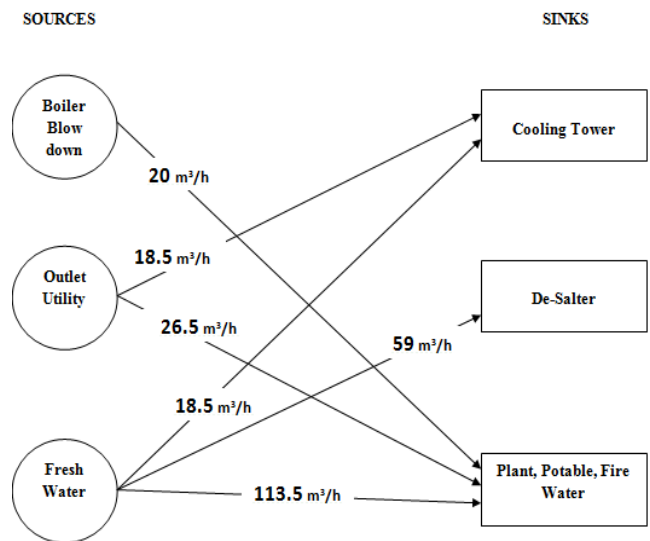 SOURCES
SINKS
Boiler
Blow
down
Cooling Tower
20 m³/h
18.5 m³/h
Outlet
Utility
De-Salter
26.5 m³/h
59 m³/h
18.5 m³/h
Fresh
Water
Plant, Potable, Fire
Water
113.5 m³/h